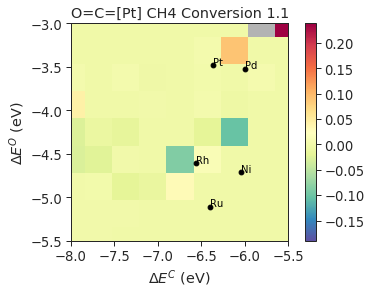 O=C=[Pt] CH4 Conversion 1.1
−3.0
−3.5
−4.0
−4.5
−5.0
−5.5
ΔE^O (eV)
Pt
Pd
Rh
Ni
Ru
−8.0 −7.5 −7.0 −6.5 −6.0 −5.5
ΔE^C (eV)
0.20
0.15
0.10
0.05
0.00
−0.05
−0.10
−0.15